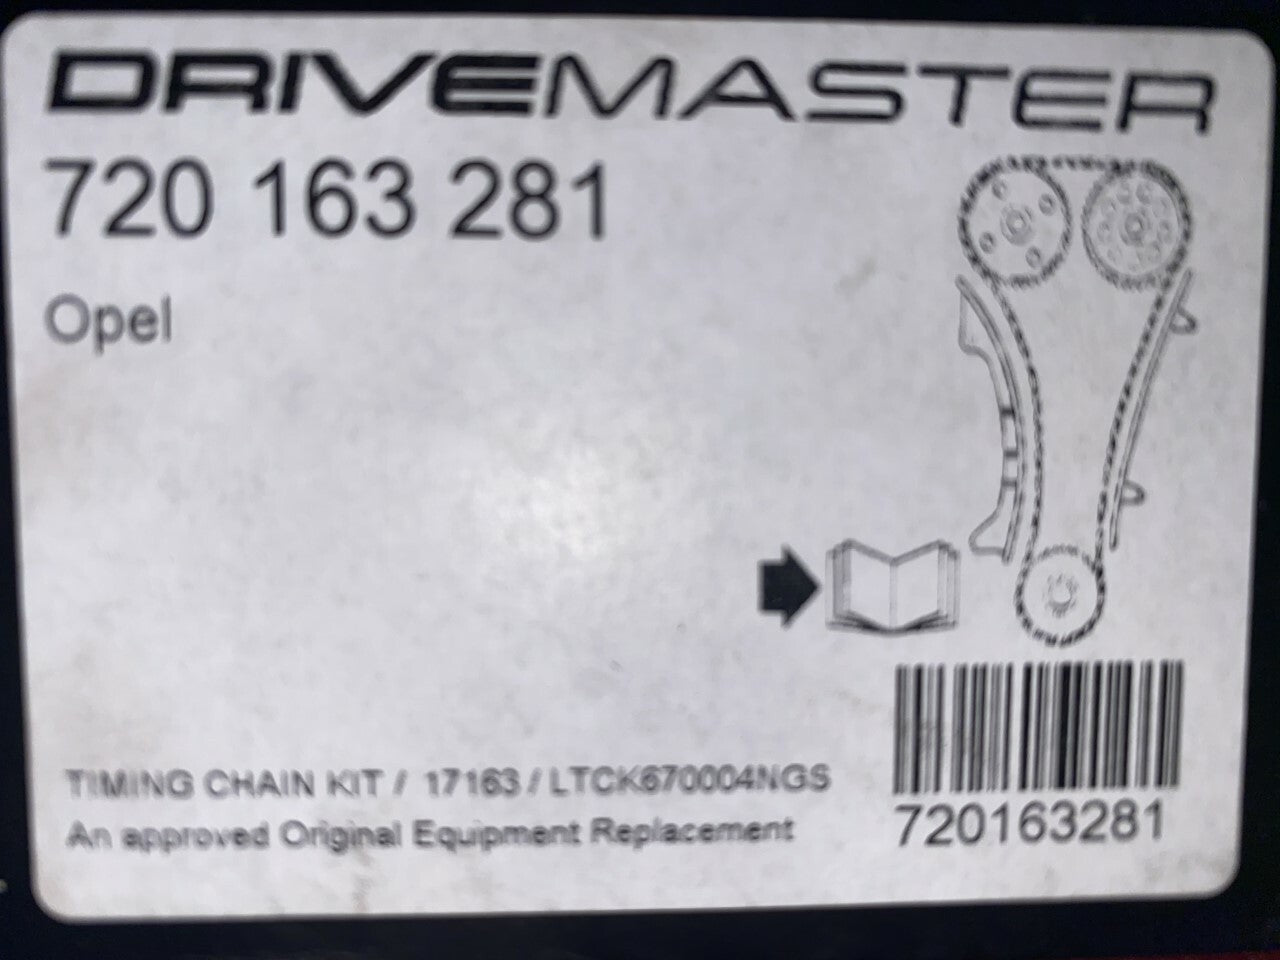 DRIVEMASTER
720 163 281
Opel
TIMING CHAIN KIT / 17163 / LTCK670004NGS
An approved Original Equipment Replacement
720163281